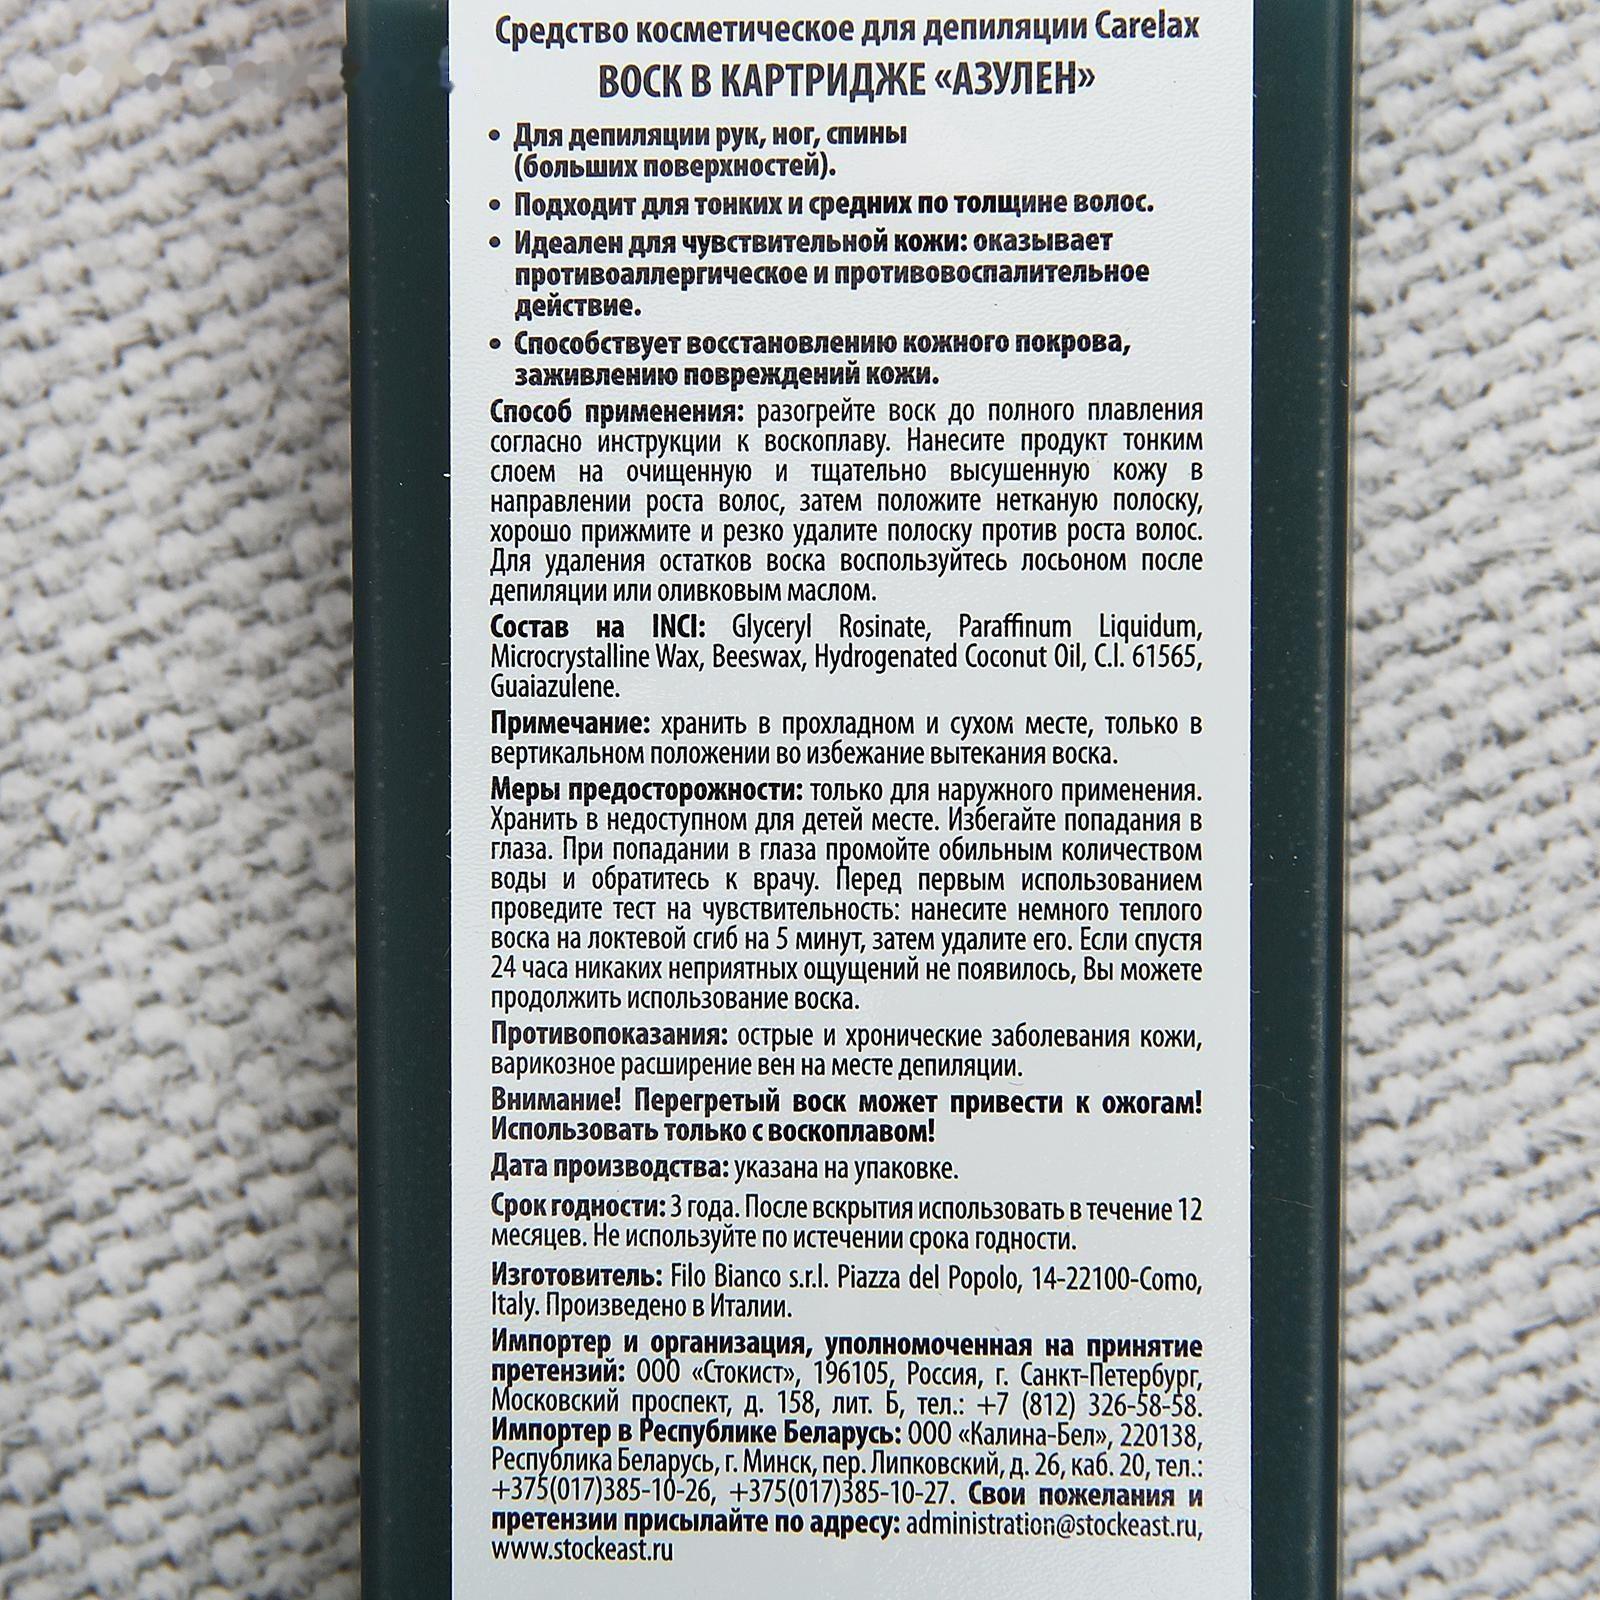 Средство косметическое для депиляции Carelax
ВОСК В КАРТРИДЖЕ «АЗУЛЕН»
• Для депиляции рук, ног, спины
(больших поверхностей).
• Подходит для тонких и средних по толщине волос.
• Идеален для чувствительной кожи: оказывает
противоаллергическое и противовоспалительное
действие.
• Способствует восстановлению кожного покрова,
заживлению повреждений кожи.
Способ применения: разогрейте воск до полного плавления
согласно инструкции к воскоплаву. Нанесите продукт тонким
слоем на очищенную и тщательно высушенную кожу в
направлении роста волос, затем положите нетканую полоску,
хорошо прижмите и резко удалите полоску против роста волос.
Для удаления остатков воска воспользуйтесь лосьоном после
депиляции или оливковым маслом.
Состав на INCI: Glyceryl Rosinate, Paraffinum Liquidum,
Microcrystalline Wax, Beeswax, Hydrogenated Coconut Oil, C.I. 61565,
Guaiazulene.
Примечание: хранить в прохладном и сухом месте, только в
вертикальном положении во избежание вытекания воска.
Меры предосторожности: только для наружного применения.
Хранить в недоступном для детей месте. Избегайте попадания в
глаза. При попадании в глаза промойте обильным количеством
воды и обратитесь к врачу. Перед первым использованием
проведите тест на чувствительность: нанесите немного теплого
воска на локтевой сгиб на 5 минут, затем удалите его. Если спустя
24 часа никаких неприятных ощущений не появилось, Вы можете
продолжить использование воска.
Противопоказания: острые и хронические заболевания кожи,
варикозное расширение вен на месте депиляции.
Внимание! Перегретый воск может привести к ожогам!
Использовать только с воскоплавом!
Дата производства: указана на упаковке.
Срок годности: 3 года. После вскрытия использовать в течение 12
месяцев. Не используйте по истечении срока годности.
Изготовитель: Filo Bianco s.r.l. Piazza del Popolo, 14-22100-Como,
Italy. Произведено в Италии.
Импортер и организация, уполномоченная на принятие
претензий: ООО «Стокист», 196105, Россия, г. Санкт-Петербург,
Московский проспект, д. 158, лит. Б, тел.: +7 (812) 326-58-58.
Импортер в Республике Беларусь: ООО «Калина-Бел», 220138,
Республика Беларусь, г. Минск, пер. Липковский, д. 26, каб. 20, тел.:
+375(017)385-10-26, +375(017)385-10-27. Свои пожелания и
претензии присылайте по адресу: administration@stockeast.ru,
www.stockeast.ru